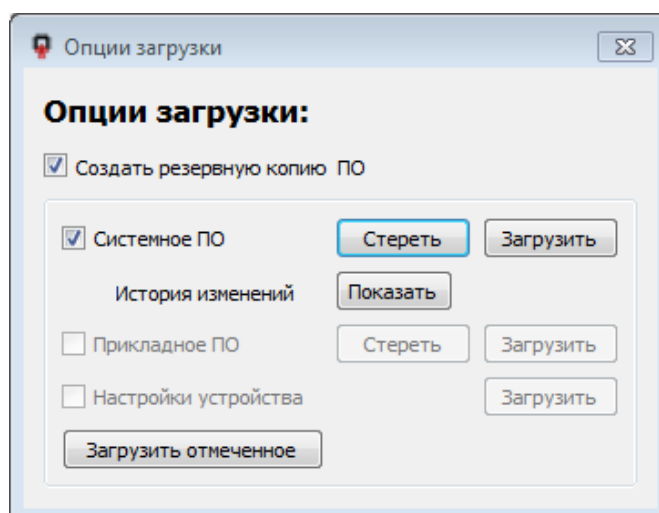 Опции загрузки
Опции загрузки:
Создать резервную копию ПО
Системное ПО Стереть Загрузить
История изменений Показать
Прикладное ПО Стереть Загрузить
Настройки устройства Загрузить
Загрузить отмеченное